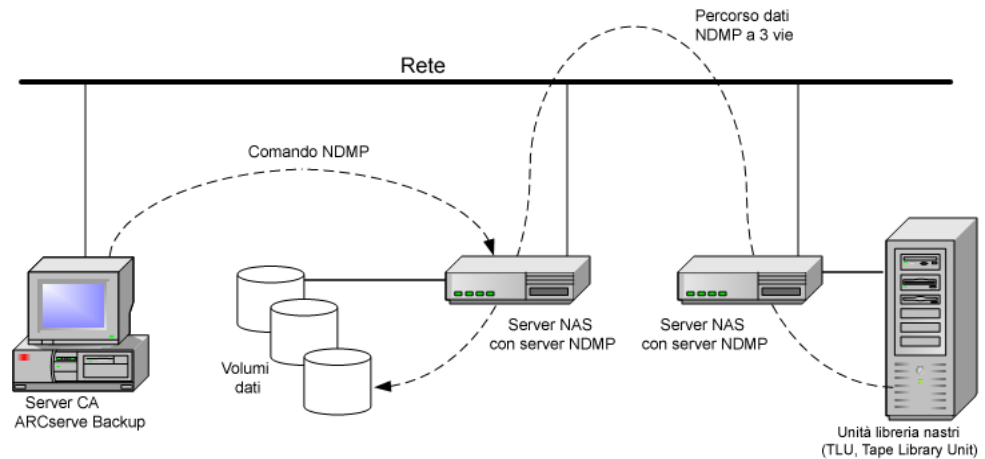 Percorso dati
NDMP a 3 vie
Rete
Comando NDMP
Server NAS
con server NDMP
Server NAS
con server NDMP
Volumi
dati
Server CA
ARCserve Backup
Unità libreria nastri
(TLU, Tape Library Unit)